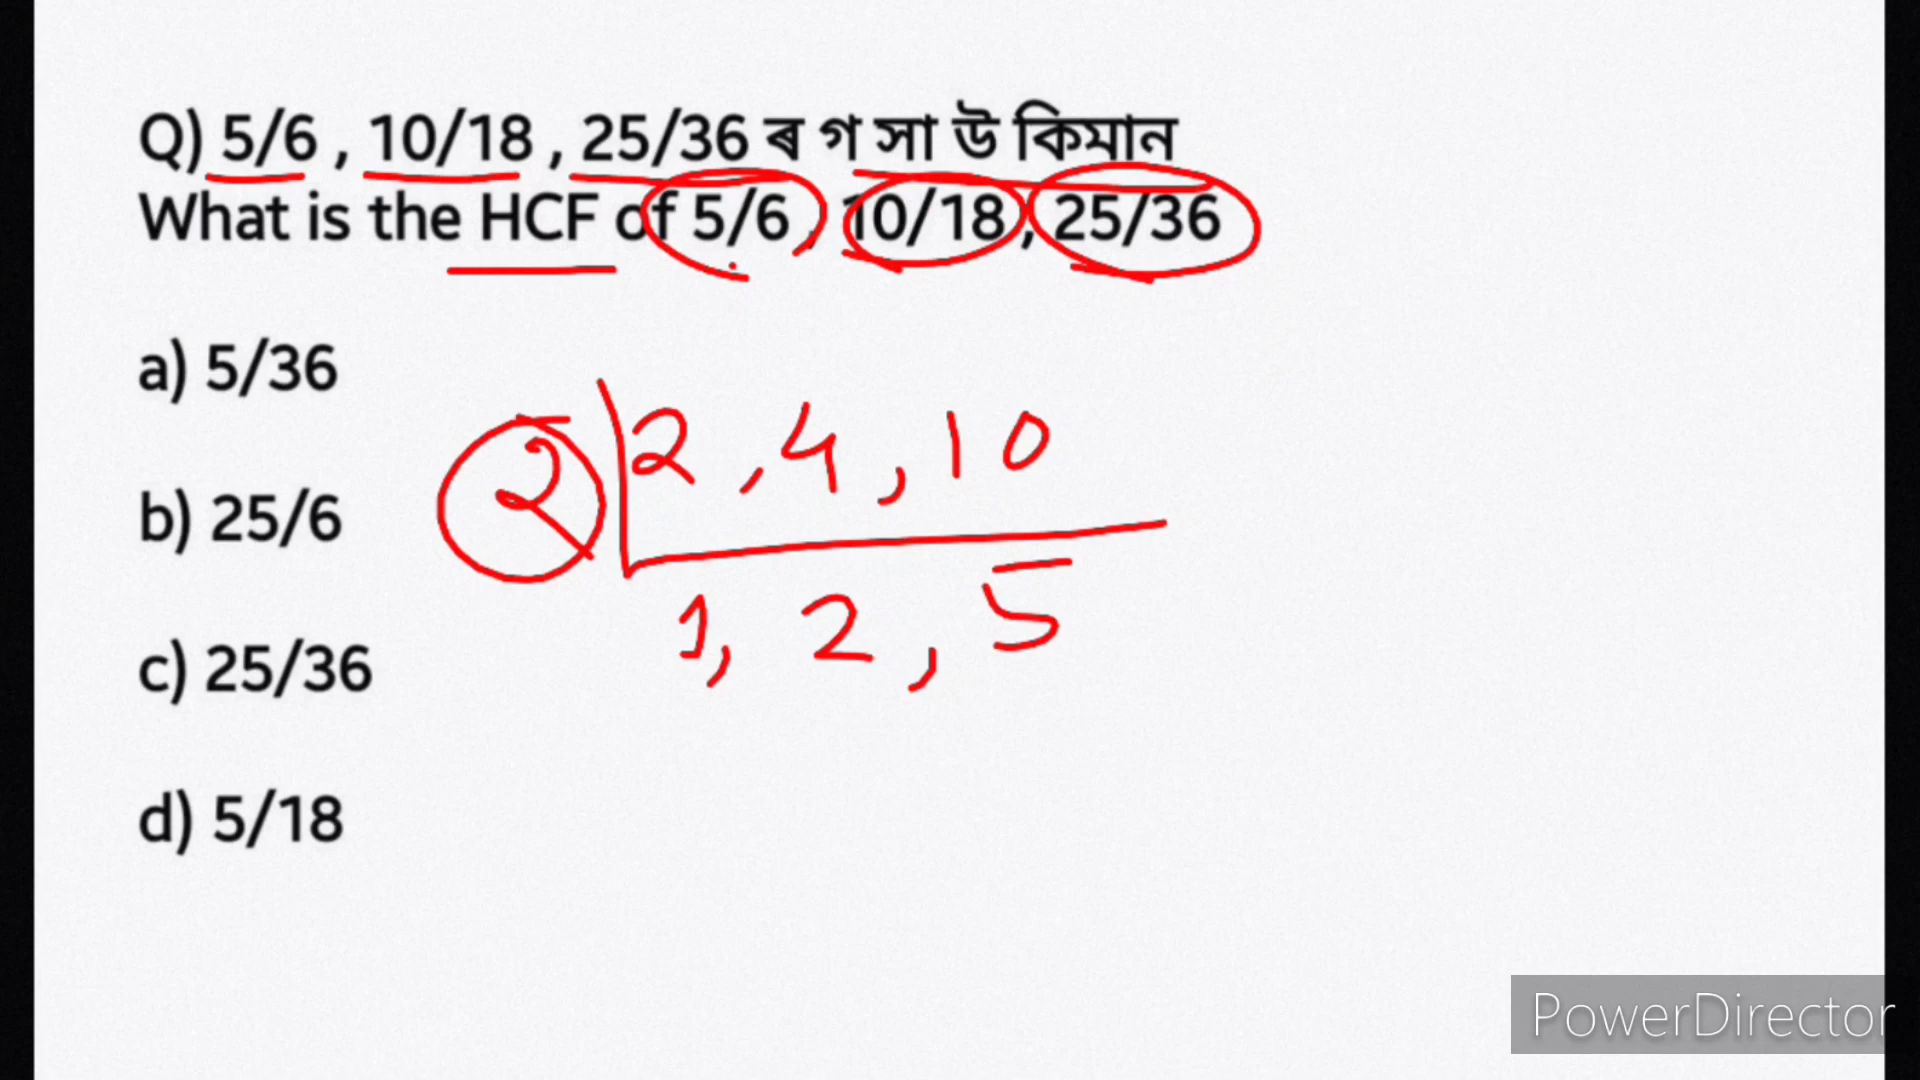 Q) 5/6 , 10/18 , 25/36 ৰ গ সা উ কিমান
What is the HCF of 5/6 , 10/18 , 25/36
a) 5/36
2 2 , 4 , 10
b) 25/6
1, 2 , 5
c) 25/36
d) 5/18
PowerDirector